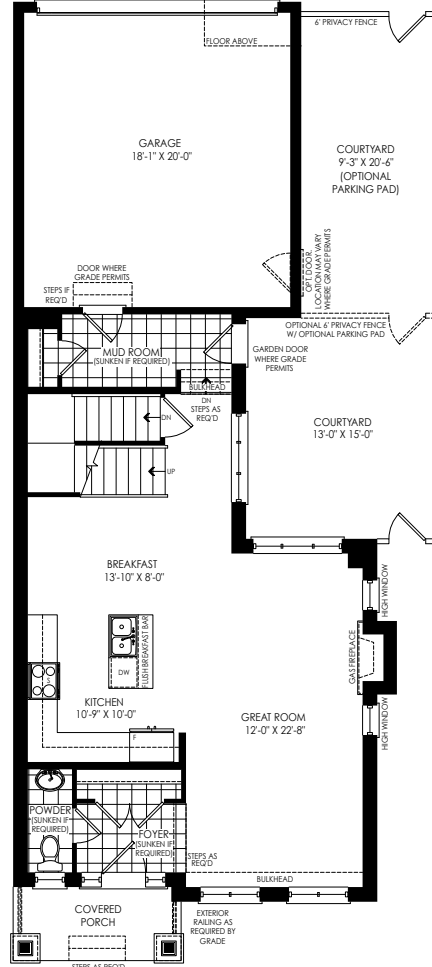 6' PRIVACY FENCE
FLOOR ABOVE
GARAGE
18'-1" X 20'-0"
COURTYARD
9'-3" X 20'-6"
(OPTIONAL
PARKING PAD)
OPT. DOOR.
LOCATION MAY VARY
WHERE GRADE PERMITS
DOOR WHERE
GRADE PERMITS
STEPS IF
REQ'D
OPTIONAL 6' PRIVACY FENCE
W/ OPTIONAL PARKING PAD
MUD ROOM
(SUNKEN IF REQUIRED)
GARDEN DOOR
WHERE GRADE
PERMITS
BULKHEAD
DN
STEPS AS
REQ'D
DN
COURTYARD
13'-0" X 15'-0"
UP
BREAKFAST
13'-10" X 8'-0"
HIGH WINDOW
FLUSH BREAKFAST BAR
DW
GAS FIREPLACE
S
KITCHEN
10'-9" X 10'-0"
F
GREAT ROOM
12'-0" X 22'-8"
HIGH WINDOW
POWDER
(SUNKEN IF
REQUIRED)
FOYER
(SUNKEN IF
REQUIRED)
STEPS AS
REQ'D
BULKHEAD
COVERED
PORCH
EXTERIOR
RAILING AS
REQUIRED BY
GRADE
STEPS AS REQ'D